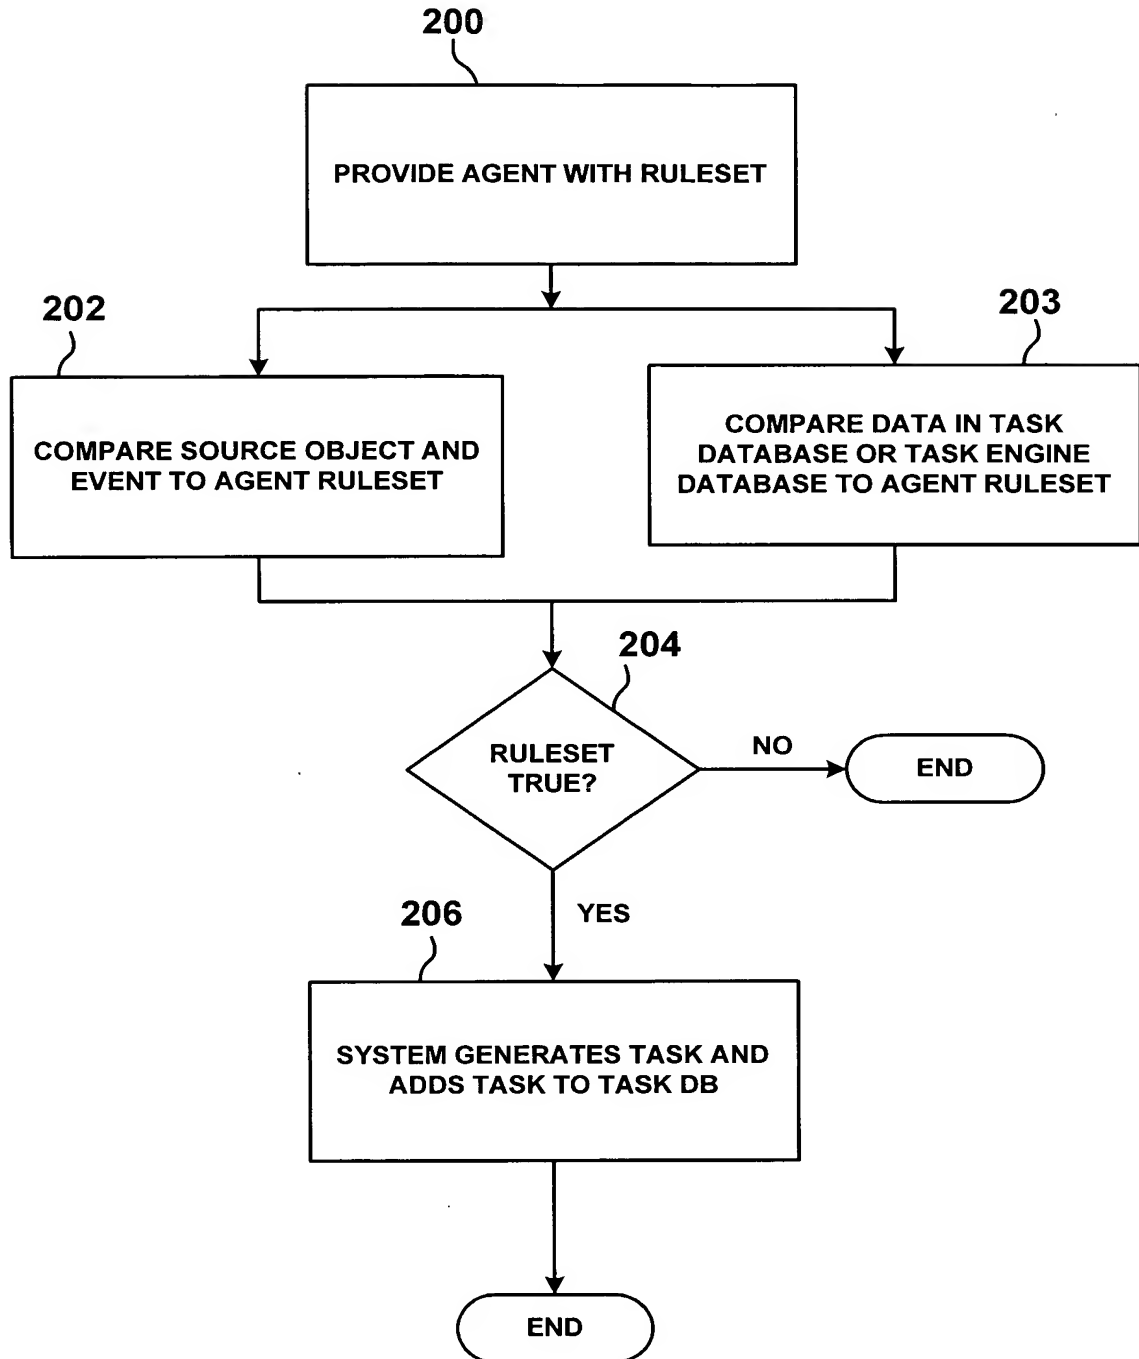 200
PROVIDE AGENT WITH RULESET
202
203
COMPARE SOURCE OBJECT AND
EVENT TO AGENT RULESET
COMPARE DATA IN TASK
DATABASE OR TASK ENGINE
DATABASE TO AGENT RULESET
204
RULESET
TRUE?
NO
END
YES
206
SYSTEM GENERATES TASK AND
ADDS TASK TO TASK DB
END